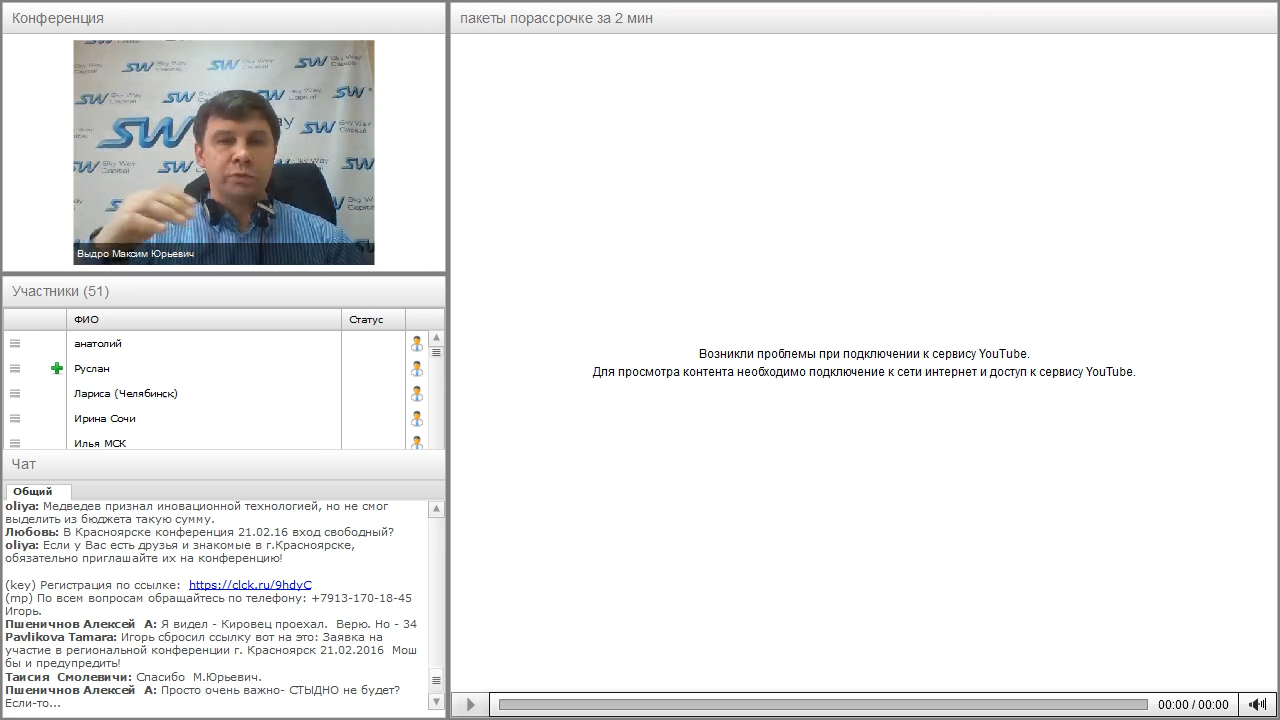 Конференция
пакеты порассрочке за 2 мин
SW Sky Way Capital
Выдро Максим Юрьевич
Участники (51)
ФИО
Статус
анатолий
Руслан
Лариса (Челябинск)
Ирина Сочи
Илья МСК
Чат
Общий
oliya: Медведев признал иновационной технологией, но не смог
выделить из бюджета такую сумму.
Любовь: В Красноярске конференция 21.02.16 вход свободный?
oliya: Если у Вас есть друзья и знакомые в г.Красноярске,
обязательно приглашайте их на конференцию!
(key) Регистрация по ссылке: https://clck.ru/9hdyC
(mp) По всем вопросам обращайтесь по телефону: +7913-170-18-45
Игорь.
Пшеничнов Алексей А: Я видел - Кировец проехал. Верю. Но - 34
Pavlikova Tamara: Игорь сбросил ссылку вот на это: Заявка на
участие в региональной конференции г. Красноярск 21.02.2016 Мош
бы и предупредить!
Таисия Смолевичи: Спасибо М.Юрьевич.
Пшеничнов Алексей А: Просто очень важно- СТЫДНО не будет?
Если-то...
Возникли проблемы при подключении к сервису YouTube.
Для просмотра контента необходимо подключение к сети интернет и доступ к сервису YouTube.
00:00 / 00:00